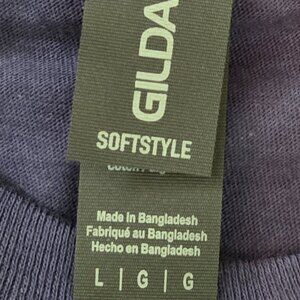 GILDA
SOFTSTYLE
Made in Bangladesh
Fabriqué au Bangladesh
Hecho en Bangladesh
L | G | G